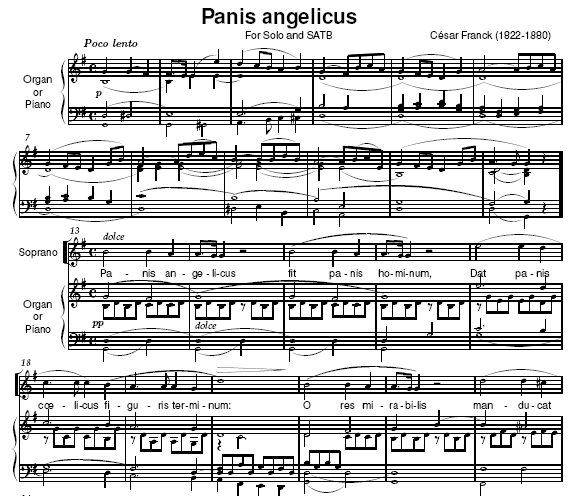 Panis angelicus
For Solo and SATB
César Franck (1822-1880)
Poco lento
Organ
or
Piano
p
7
13
dolce
Soprano
Pa - nis an - ge - li - cus fit pa - nis ho - mi - num, Dat pa - nis
Organ
or
Piano
pp
dolce
18
cœ - li - cus fi - gu - ris ter - mi - num: O res mi - ra - bi - lis man - du - cat